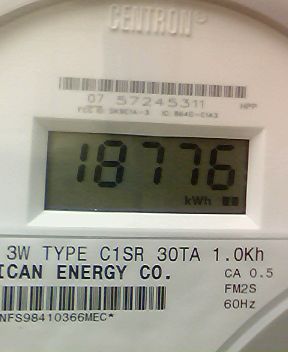 CENTRON®
07 57245311
HPP
18776
kWh
3W TYPE C1SR 30TA 1.0Kh
ICAN ENERGY CO.
CA 0.5
FM2S
60Hz
NFS98410366MEC*